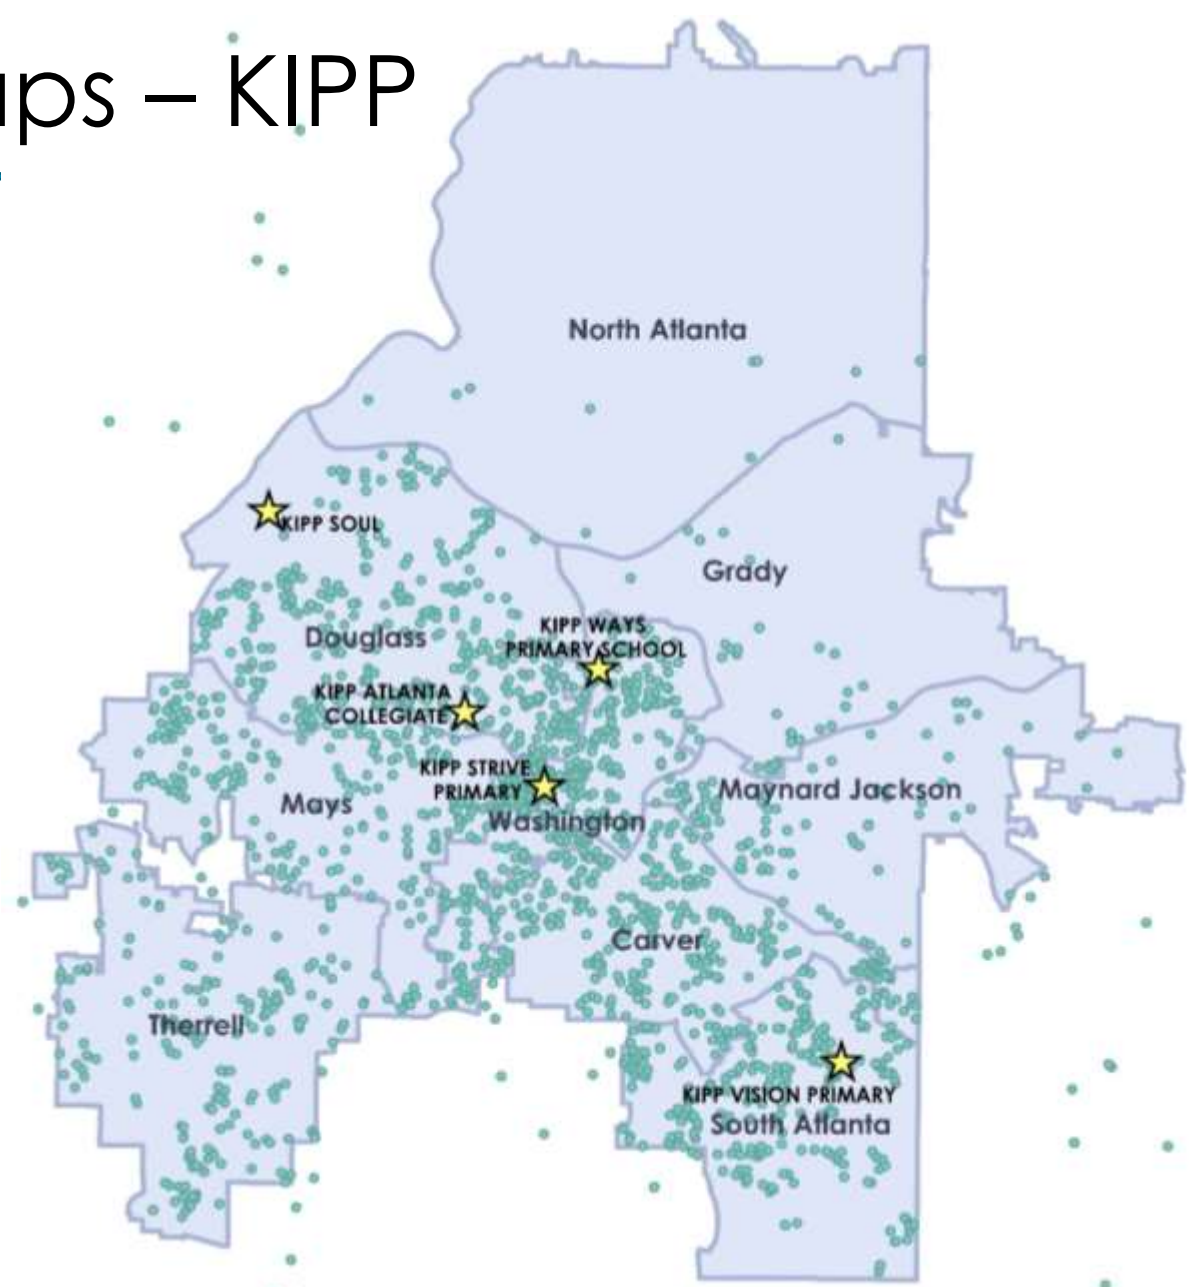 ps – KIPP
North Atlanta
KIPP SOUL
Grady
KIPP WAYS
PRIMARY SCHOOL
Douglass
KIPP ATLANTA
COLLEGIATE
KIPP STRIVE
PRIMARY
Mays
Washington
Maynard Jackson
Carver
Therrell
KIPP VISION PRIMARY
South Atlanta